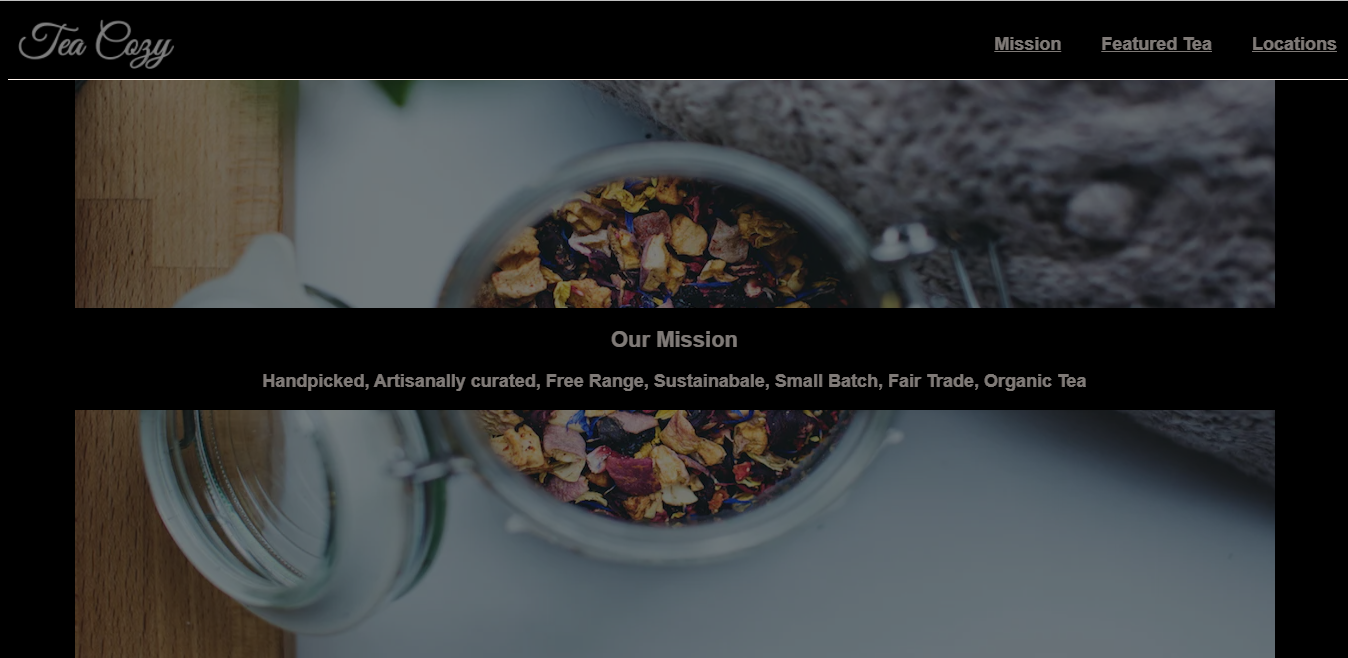 Tea Cozy
Mission Featured Tea Locations
Our Mission
Handpicked, Artisanally curated, Free Range, Sustainabale, Small Batch, Fair Trade, Organic Tea